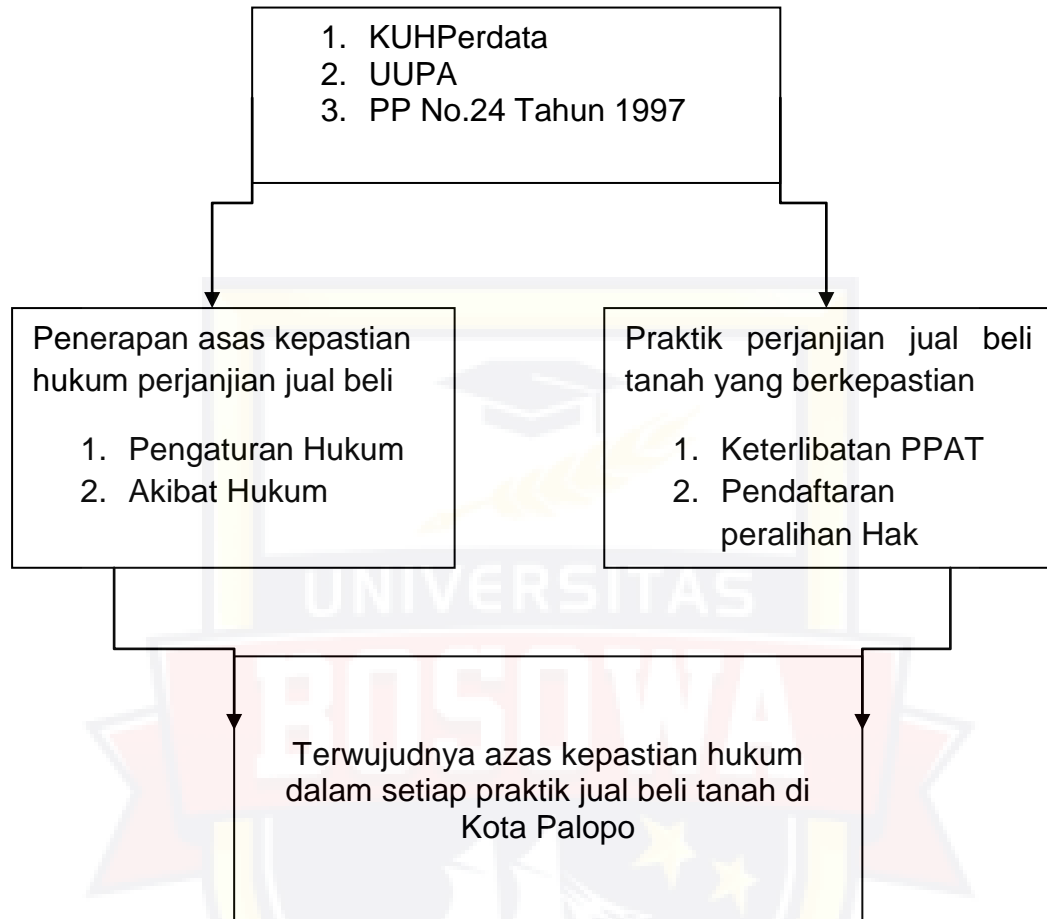 1. KUHPerdata
2. UUPA
3. PP No.24 Tahun 1997
Penerapan asas kepastian
hukum perjanjian jual beli
1. Pengaturan Hukum
2. Akibat Hukum
Praktik perjanjian jual beli
tanah yang berkepastian
1. Keterlibatan PPAT
2. Pendaftaran
peralihan Hak
UNIVERSITAS
BOSOWA
Terwujudnya azas kepastian hukum
dalam setiap praktik jual beli tanah di
Kota Palopo